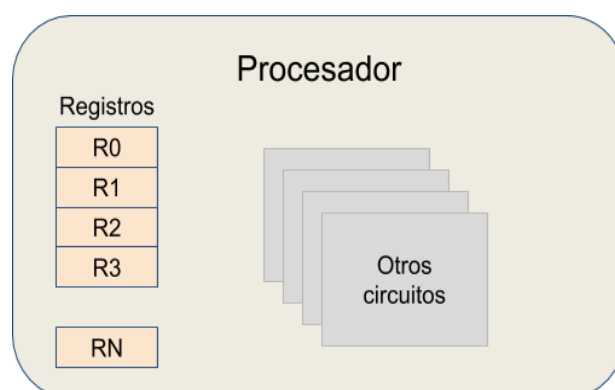 Procesador
Registros
R0
R1
R2
R3
RN
Otros
circuitos